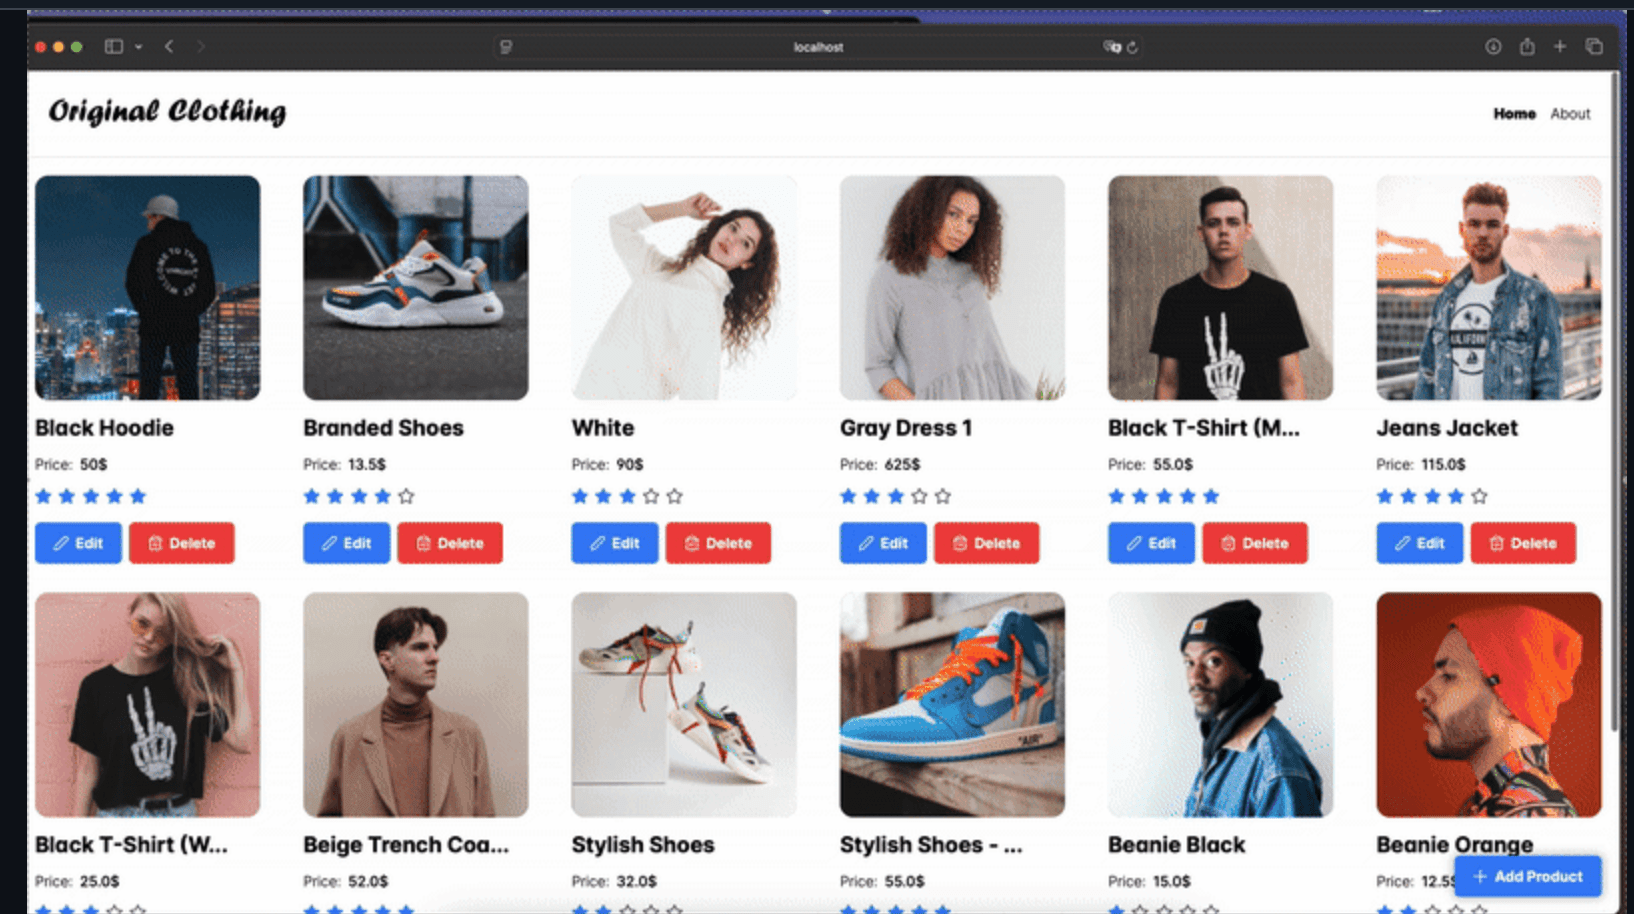 localhost
Original Clothing
Home About
Black Hoodie
Price: 50$
Edit Delete
Branded Shoes
Price: 13.5$
Edit Delete
White
Price: 90$
Edit Delete
Gray Dress 1
Price: 625$
Edit Delete
Black T-Shirt (M...
Price: 55.0$
Edit Delete
Jeans Jacket
Price: 115.0$
Edit Delete
Black T-Shirt (W...
Price: 25.0$
Beige Trench Coa...
Price: 52.0$
Stylish Shoes
Price: 32.0$
Stylish Shoes - ...
Price: 55.0$
"AIR"
Beanie Black
Price: 15.0$
Beanie Orange
Price: 12.5$
+ Add Product